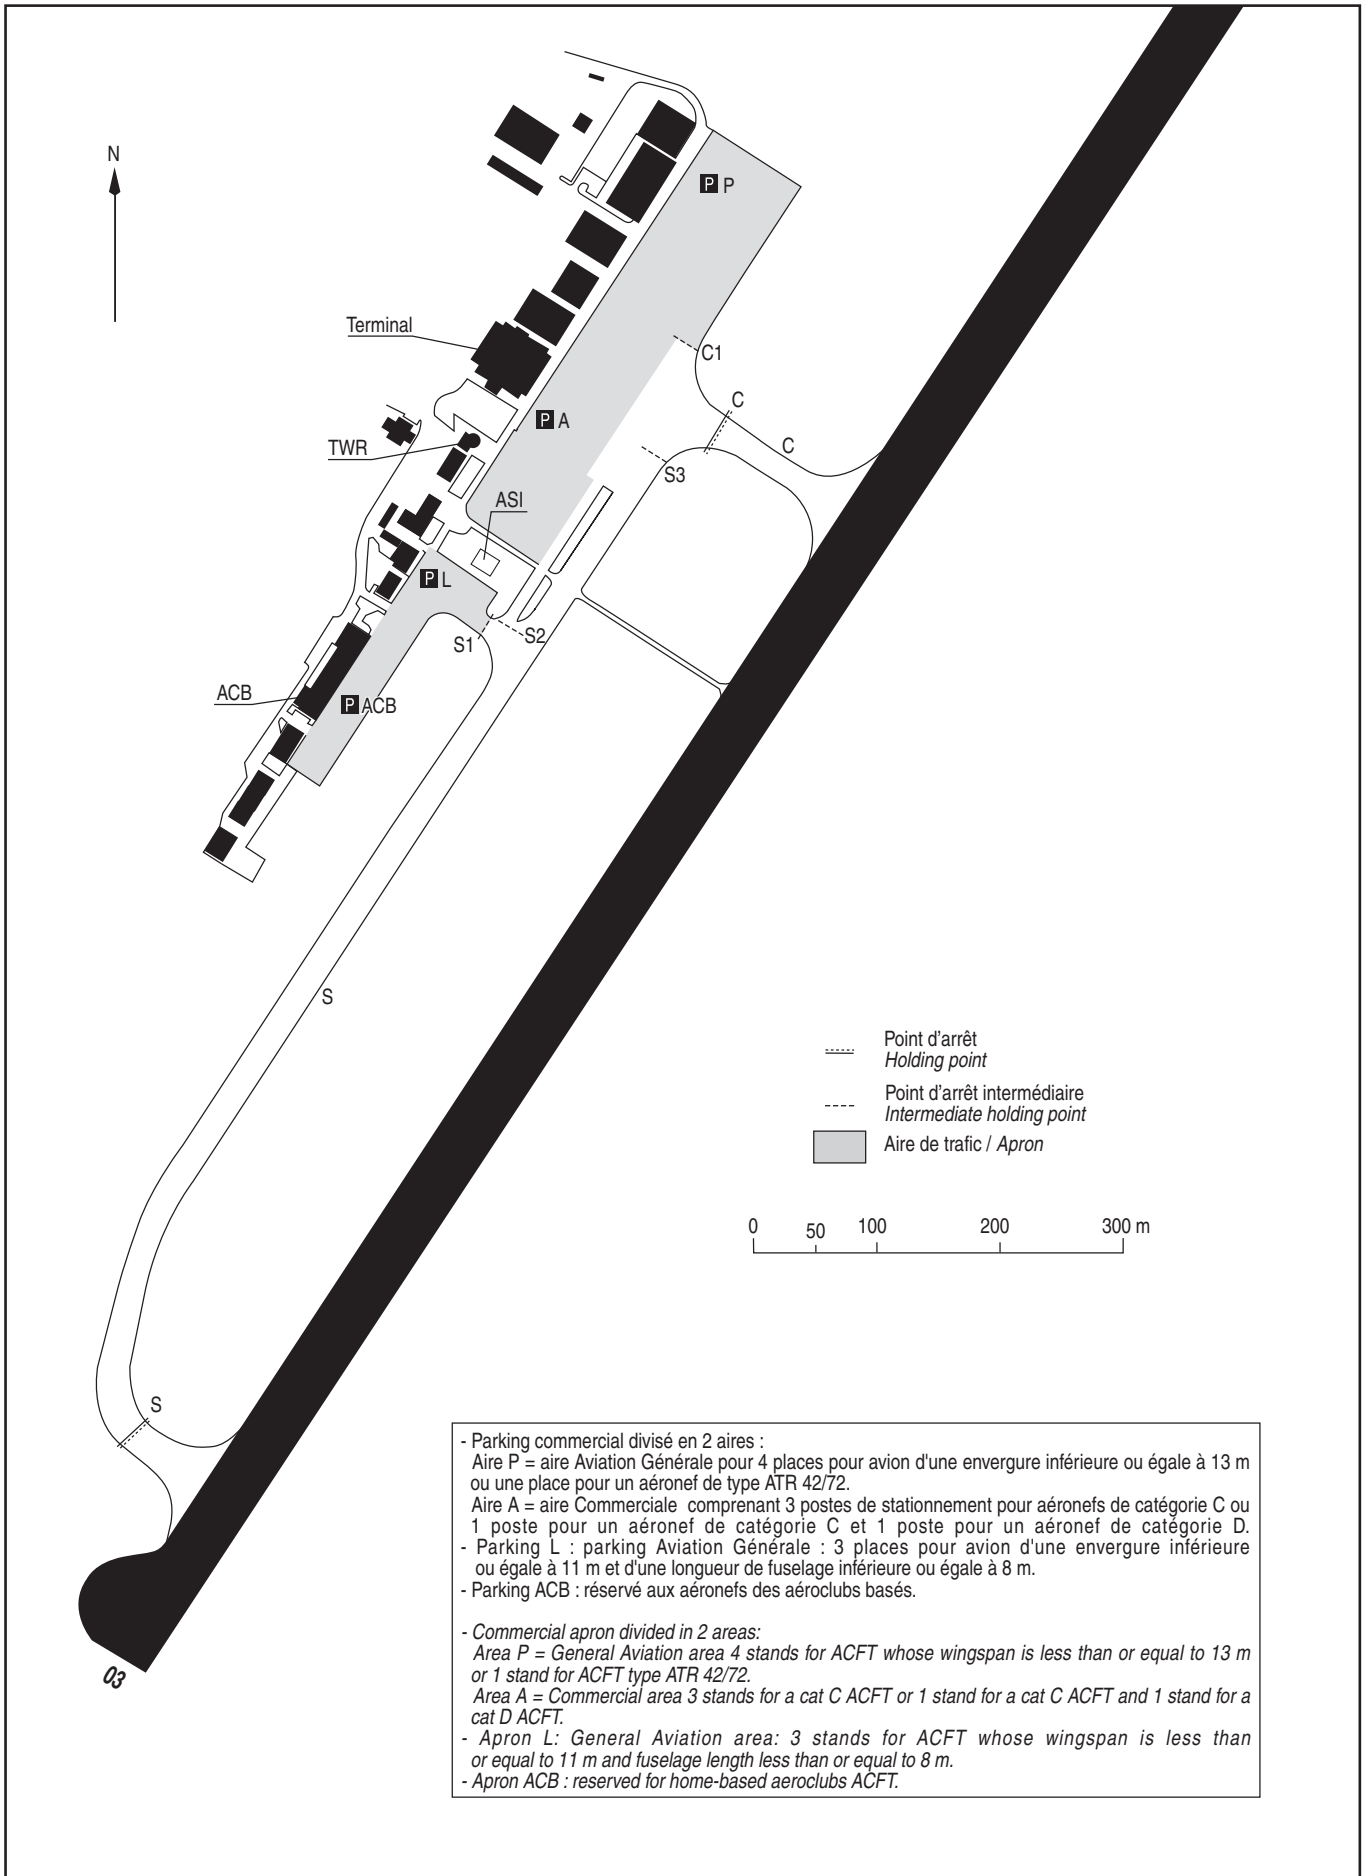 N
P P
Terminal
C1
C
P A
C
TWR
S3
ASI
P L
S1
S2
ACB
P ACB
S
Point d'arrêt
Holding point
Point d'arrêt intermédiaire
Intermediate holding point
Aire de trafic / Apron
0 50 100 200 300 m
S
- Parking commercial divisé en 2 aires :
Aire P = aire Aviation Générale pour 4 places pour avion d'une envergure inférieure ou égale à 13 m
ou une place pour un aéronef de type ATR 42/72.
Aire A = aire Commerciale comprenant 3 postes de stationnement pour aéronefs de catégorie C ou
1 poste pour un aéronef de catégorie C et 1 poste pour un aéronef de catégorie D.
- Parking L : parking Aviation Générale : 3 places pour avion d'une envergure inférieure
ou égale à 11 m et d'une longueur de fuselage inférieure ou égale à 8 m.
- Parking ACB : réservé aux aéronefs des aéroclubs basés.
- Commercial apron divided in 2 areas:
Area P = General Aviation area 4 stands for ACFT whose wingspan is less than or equal to 13 m
or 1 stand for ACFT type ATR 42/72.
Area A = Commercial area 3 stands for a cat C ACFT or 1 stand for a cat C ACFT and 1 stand for a
cat D ACFT.
- Apron L: General Aviation area: 3 stands for ACFT whose wingspan is less than
or equal to 11 m and fuselage length less than or equal to 8 m.
- Apron ACB : reserved for home-based aeroclubs ACFT.
03